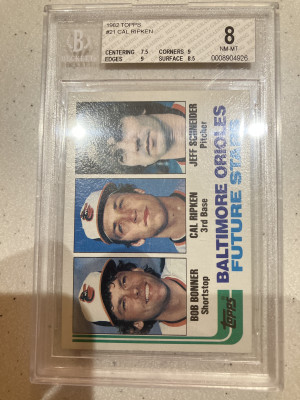 1982 TOPPS
#21 CAL RIPKEN
CENTERING 7.5 CORNERS 9
EDGES 9 SURFACE 8.5
8
NM-MT
0008904926
JEFF SCHNEIDER
Pitcher
CAL RIPKEN
3rd Base
BOB BONNER
Shortstop
BALTIMORE ORIOLES
FUTURE STARS
Topps